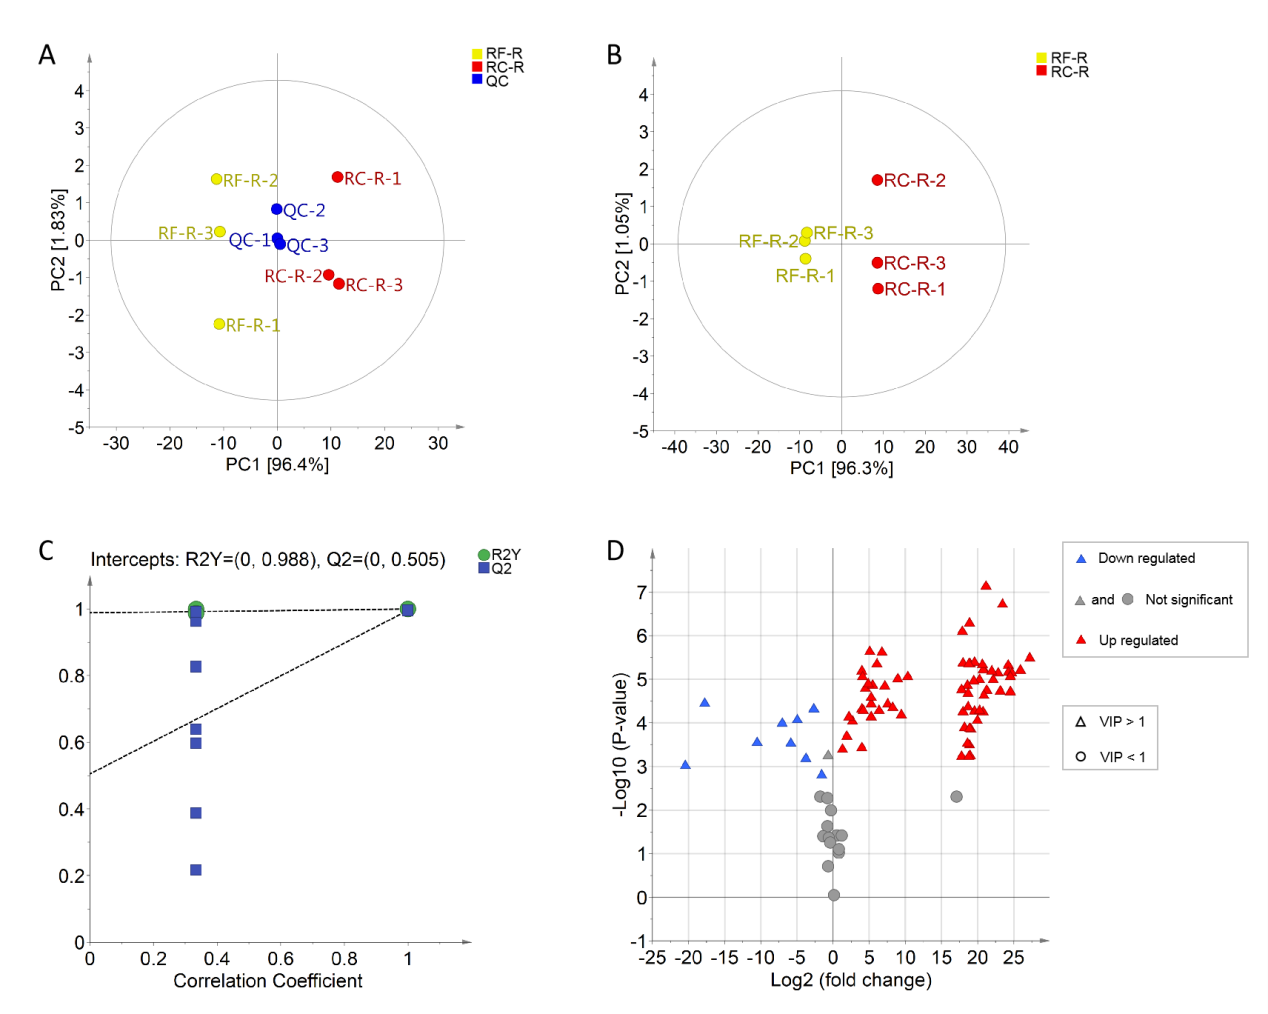 A
RF-R
RC-R
QC
4
3
2
1
0
-1
-2
-3
-4
-5
PC2 [1.83%]
RF-R-2
RC-R-1
QC-2
RF-R-3
QC-1
QC-3
RC-R-2
RC-R-3
RF-R-1
-30 -20 -10 0 10 20 30
PC1 [96.4%]
B
RF-R
RC-R
4
3
2
1
0
-1
-2
-3
-4
-5
PC2 [1.05%]
RC-R-2
RF-R-3
RF-R-2
RC-R-3
RF-R-1
RC-R-1
-40 -30 -20 -10 0 10 20 30 40
PC1 [96.3%]
C
Intercepts: R2Y=(0, 0.988), Q2=(0, 0.505)
R2Y
Q2
1
0.8
0.6
0.4
0.2
0
0 0.2 0.4 0.6 0.8 1
Correlation Coefficient
D
7
6
5
4
3
2
1
0
-1
-Log10 (P-value)
-25 -20 -15 -10 -5 0 5 10 15 20 25
Log2 (fold change)
Down regulated
and Not significant
Up regulated
VIP > 1
VIP < 1